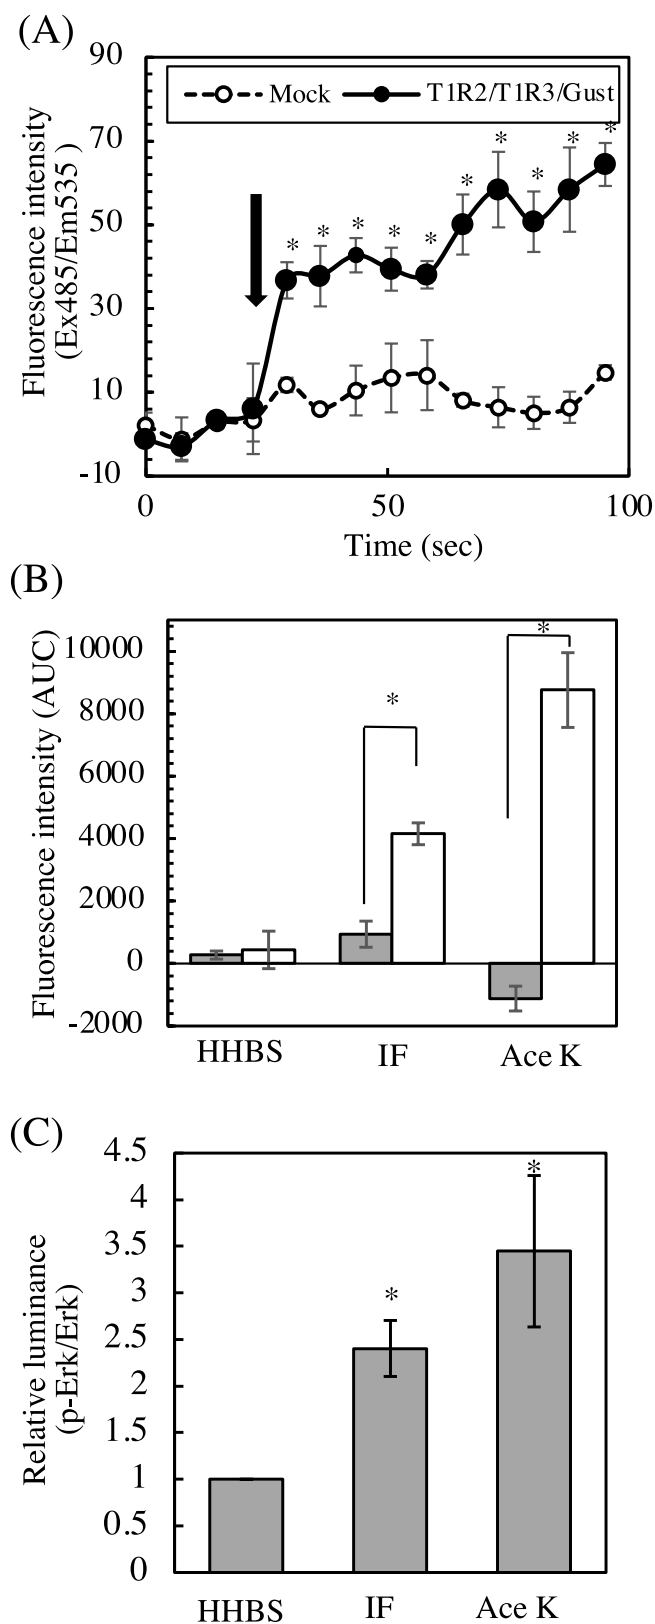 (A)
90
70
50
30
10
-10
Fluorescence intensity
(Ex485/Em535)
Mock
T1R2/T1R3/Gust
* * * * * * * * * *
0 50 100
Time (sec)
(B)
10000
8000
6000
4000
2000
0
-2000
Fluorescence intensity (AUC)
*
*
HHBS IF Ace K
(C)
4.5
4
3.5
3
2.5
2
1.5
1
0.5
0
Relative luminance
(p-Erk/Erk)
*
*
HHBS IF Ace K